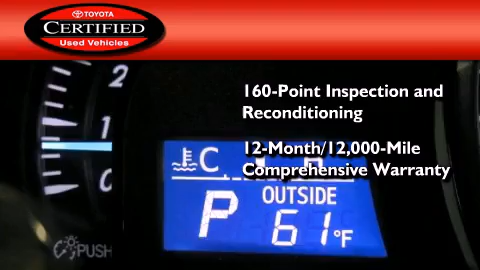 TOYOTA
CERTIFIED
Used Vehicles
160-Point Inspection and
Reconditioning
12-Month/12,000-Mile
Comprehensive Warranty
2
1
0
C H
OUTSIDE
P 61°F
PUSH